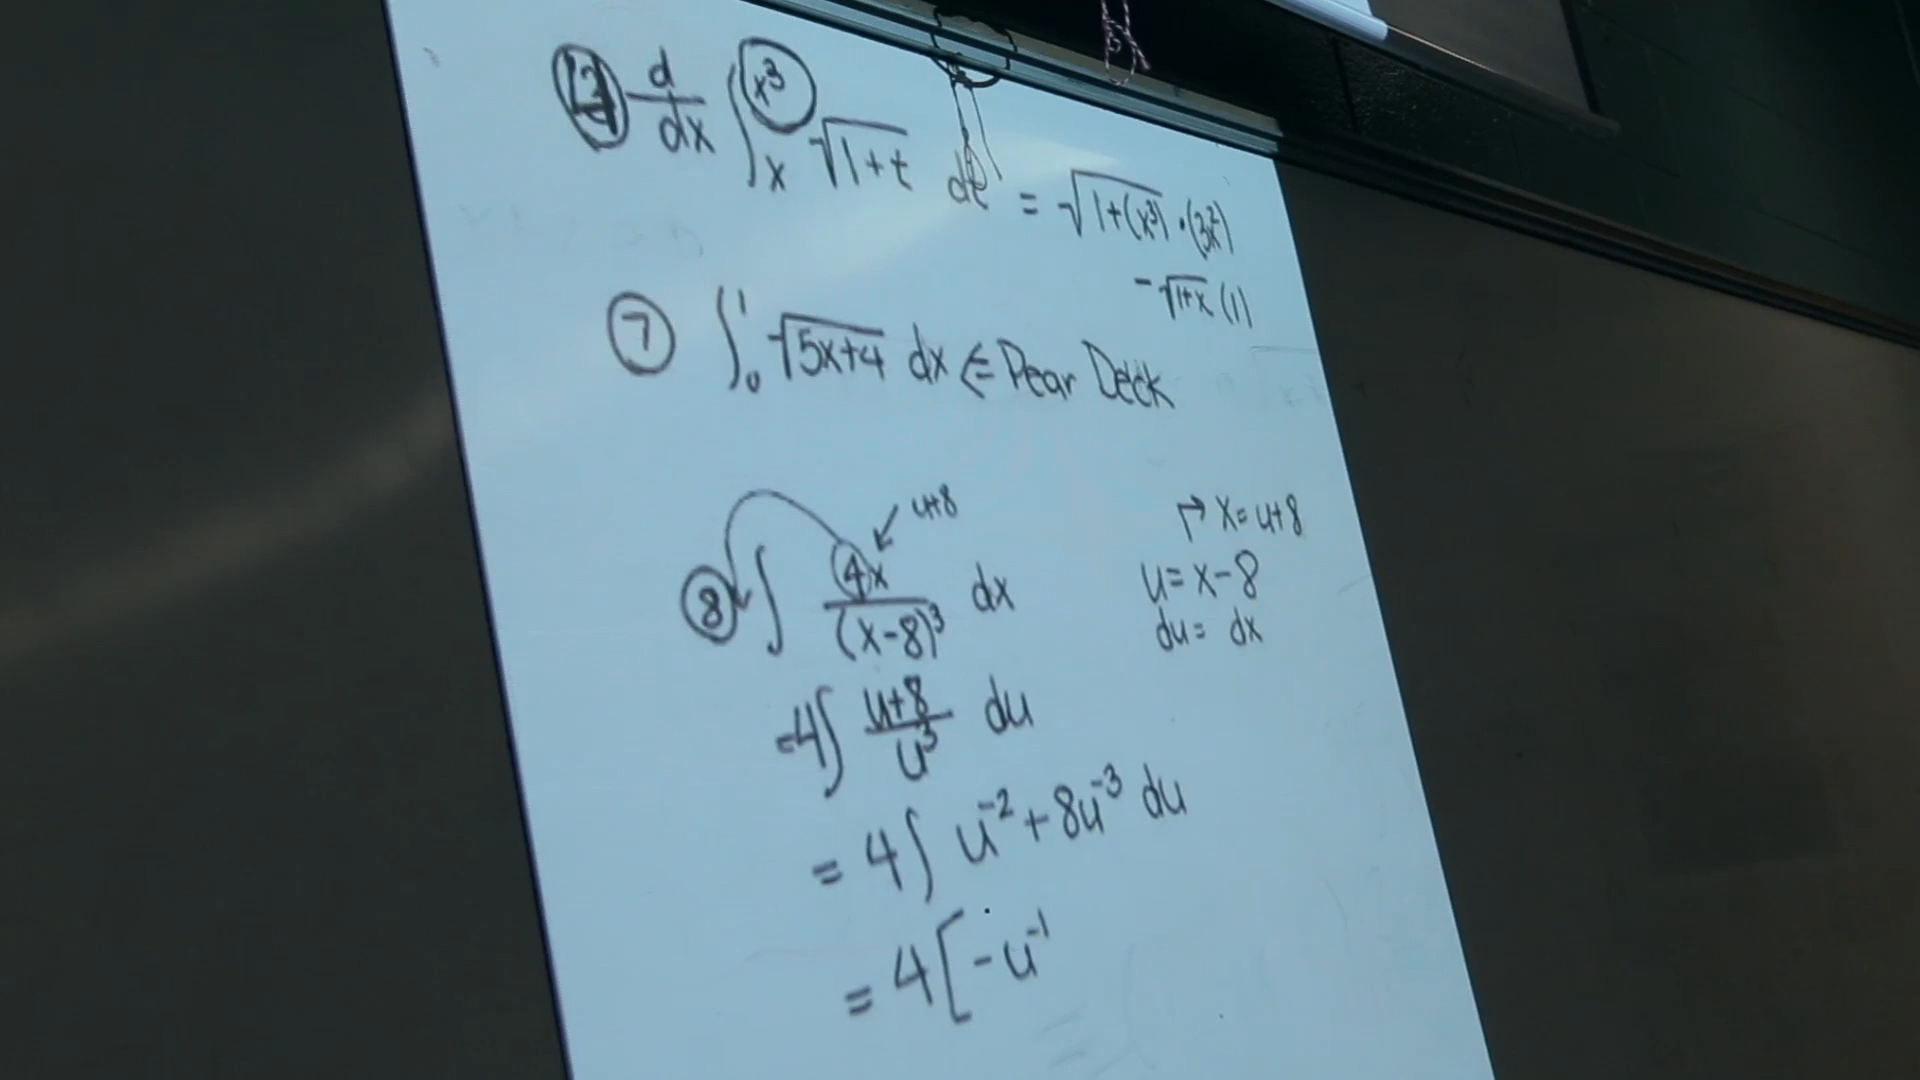 d/dx ∫_x^{x³} √(1+t) dt = √(1+(x³)) · (3x²)
- √(1+x) (1)
⑦ ∫_0^1 √(5x+4) dx ⇐ Pear Deck
u+8
↱ x = u+8
⑧ ∫ 4x/(x-8)³ dx
u = x-8
du = dx
=4∫ (u+8)/u³ du
= 4∫ u⁻² + 8u⁻³ du
= 4[ -u⁻¹